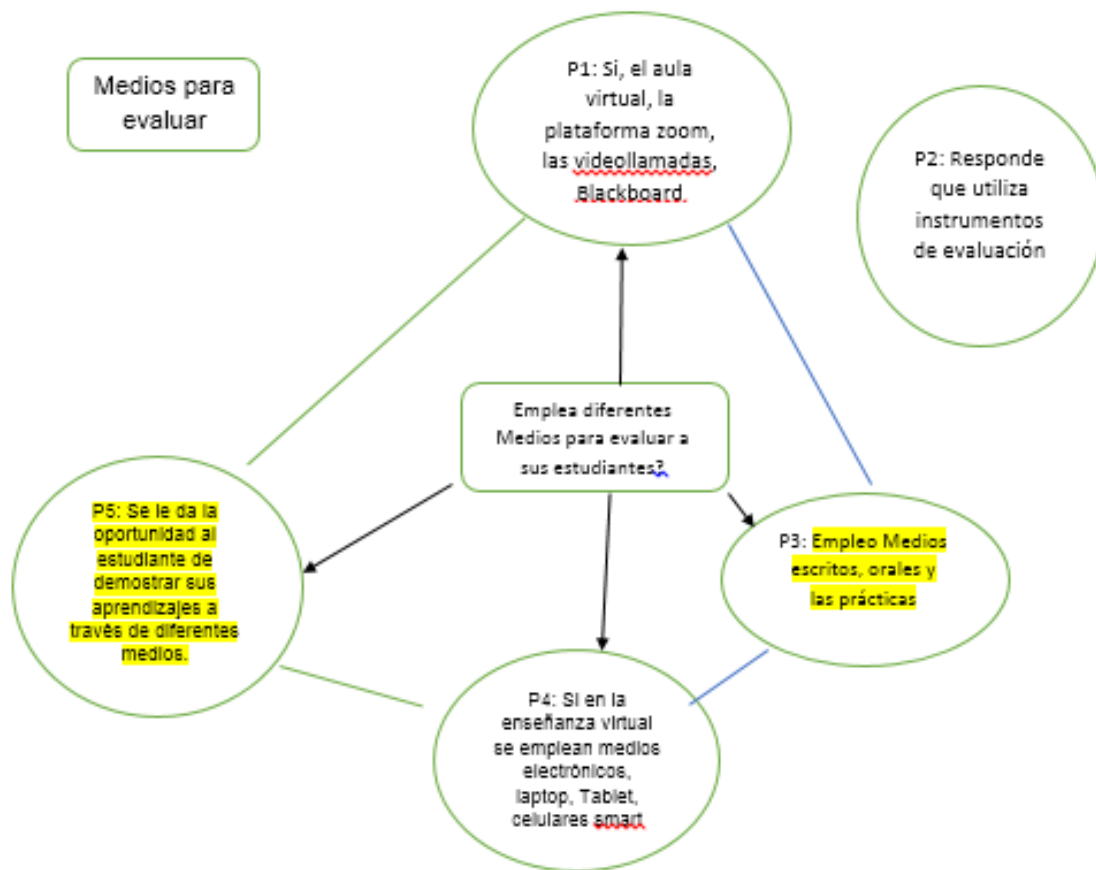 Medios para
evaluar
P1: Si, el aula
virtual, la
plataforma zoom,
las videollamadas,
Blackboard.
P2: Responde
que utiliza
instrumentos
de evaluación
Emplea diferentes
Medios para evaluar a
sus estudiantes?
P5: Se le da la
oportunidad al
estudiante de
demostrar sus
aprendizajes a
través de diferentes
medios.
P3: Empleo Medios
escritos, orales y
las prácticas
P4: Si en la
enseñanza virtual
se emplean medios
electrónicos,
laptop, Tablet,
celulares smart